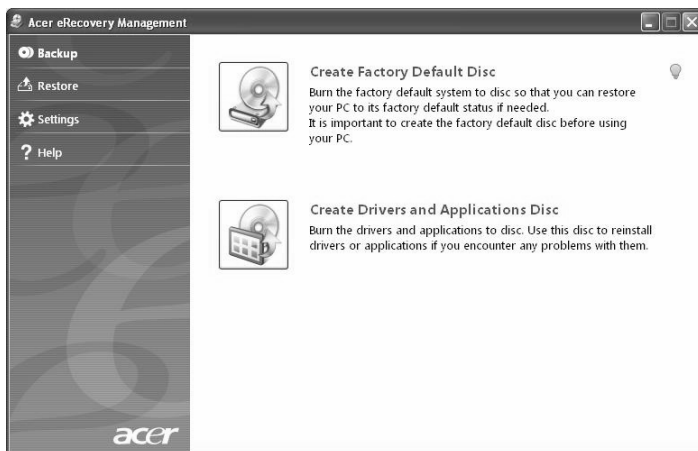 Acer eRecovery Management
Backup
Restore
Settings
? Help
Create Factory Default Disc
Burn the factory default system to disc so that you can restore
your PC to its factory default status if needed.
It is important to create the factory default disc before using
your PC.
Create Drivers and Applications Disc
Burn the drivers and applications to disc. Use this disc to reinstall
drivers or applications if you encounter any problems with them.
acer